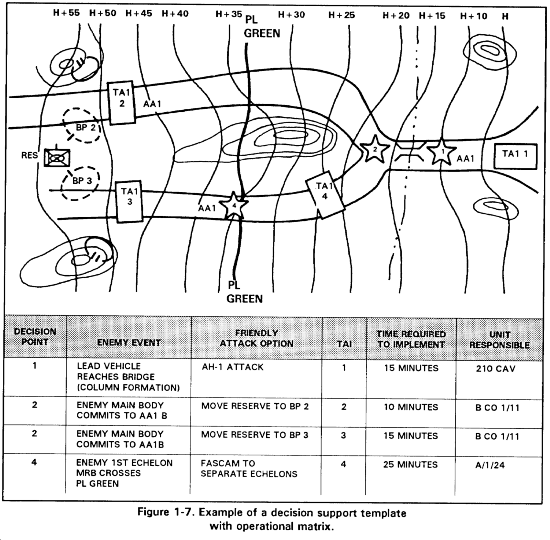 H+55 H+50 H+45 H+40 H+35 H+30 H+25 H+20 H+15 H+10 H
PL
GREEN
TA1
2
AA1
BP 2
RES
BP 3
TA1
3
AA1
4
TA1
4
2
1
AA1
TA1 1
PL
GREEN
DECISION POINT ENEMY EVENT FRIENDLY ATTACK OPTION TAI TIME REQUIRED TO IMPLEMENT UNIT RESPONSIBLE
1 LEAD VEHICLE REACHES BRIDGE (COLUMN FORMATION) AH-1 ATTACK 1 15 MINUTES 210 CAV
2 ENEMY MAIN BODY COMMITS TO AA1 B MOVE RESERVE TO BP 2 2 10 MINUTES B CO 1/11
2 ENEMY MAIN BODY COMMITS TO AA1B MOVE RESERVE TO BP 3 3 15 MINUTES B CO 1/11
4 ENEMY 1ST ECHELON MRB CROSSES PL GREEN FASCAM TO SEPARATE ECHELONS 4 25 MINUTES A/1/24
Figure 1-7. Example of a decision support template
with operational matrix.